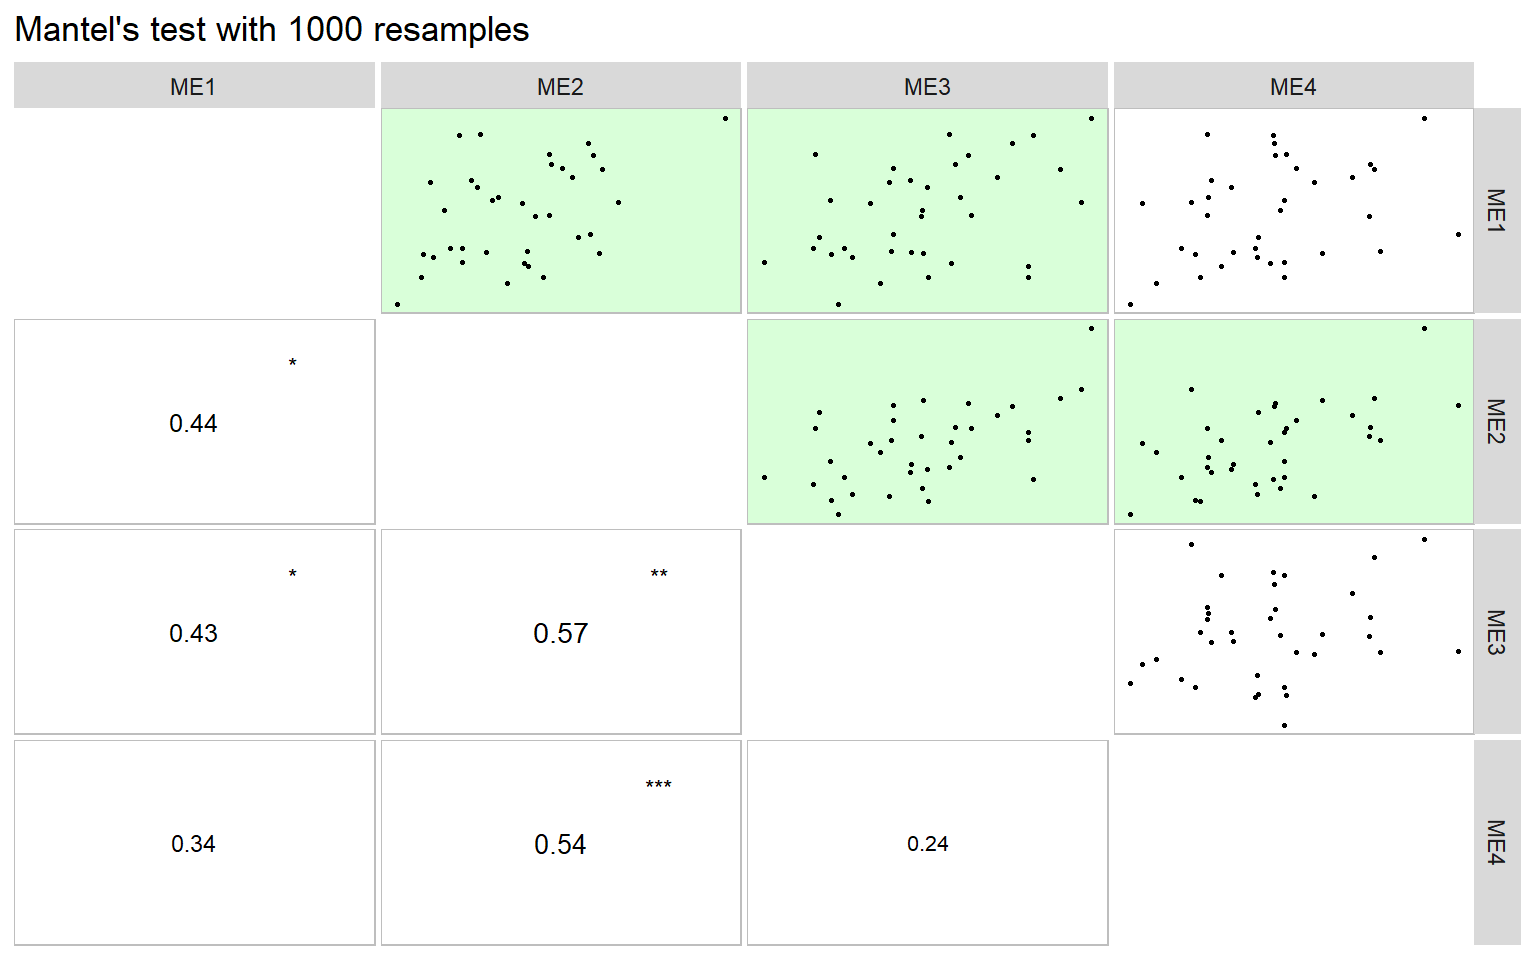 Mantel's test with 1000 resamples
ME1 ME2 ME3 ME4
ME1
*
0.44
ME2
* **
0.43 0.57
ME3
***
0.34 0.54 0.24
ME4